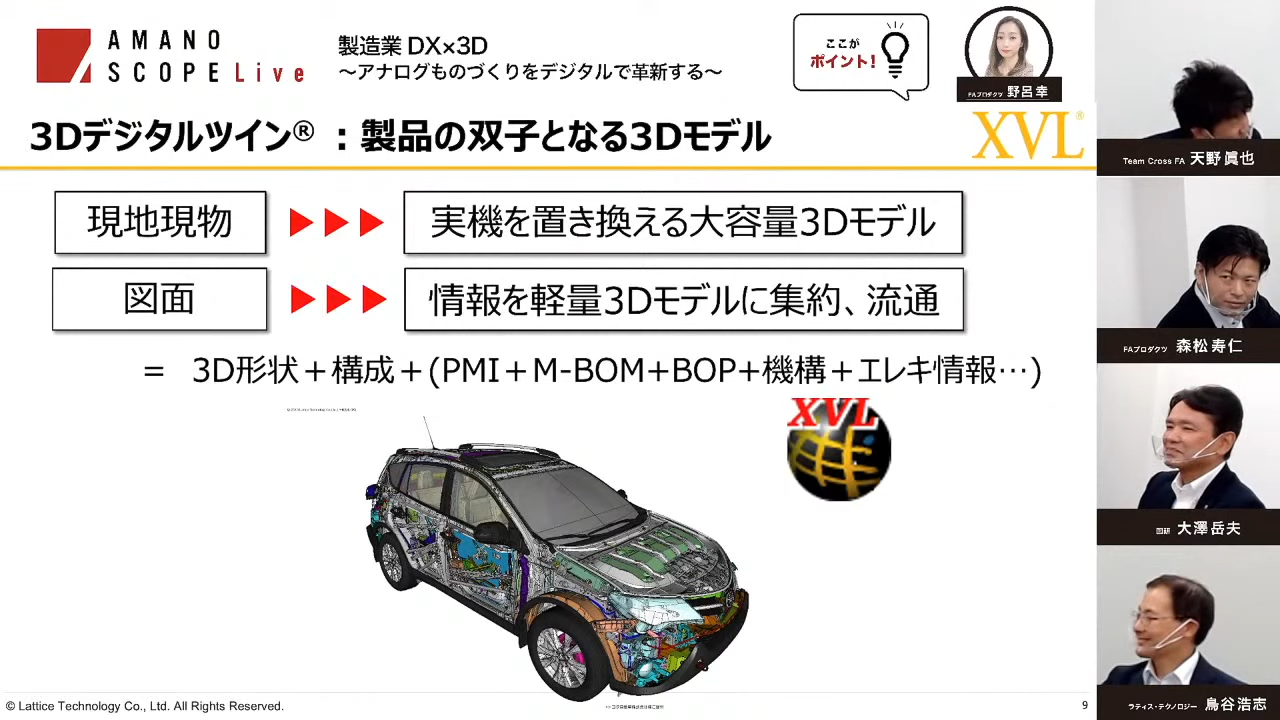 AMANO
SCOPE Live
製造業 DX×3D
〜アナログものづくりをデジタルで革新する〜
ここが
ポイント!
FAプロダクツ 野呂幸
3Dデジタルツイン® ：製品の双子となる3Dモデル
XVL®
現地現物
実機を置き換える大容量3Dモデル
図面
情報を軽量3Dモデルに集約、流通
＝ 3D形状＋構成＋(PMI＋M-BOM+BOP+機構＋エレキ情報…)
XVL
© Lattice Technology Co., Ltd. All Rights Reserved.
9
Team Cross FA 天野眞也
FAプロダクツ 森松寿仁
図研 大澤岳夫
ラティス・テクノロジー 鳥谷浩志